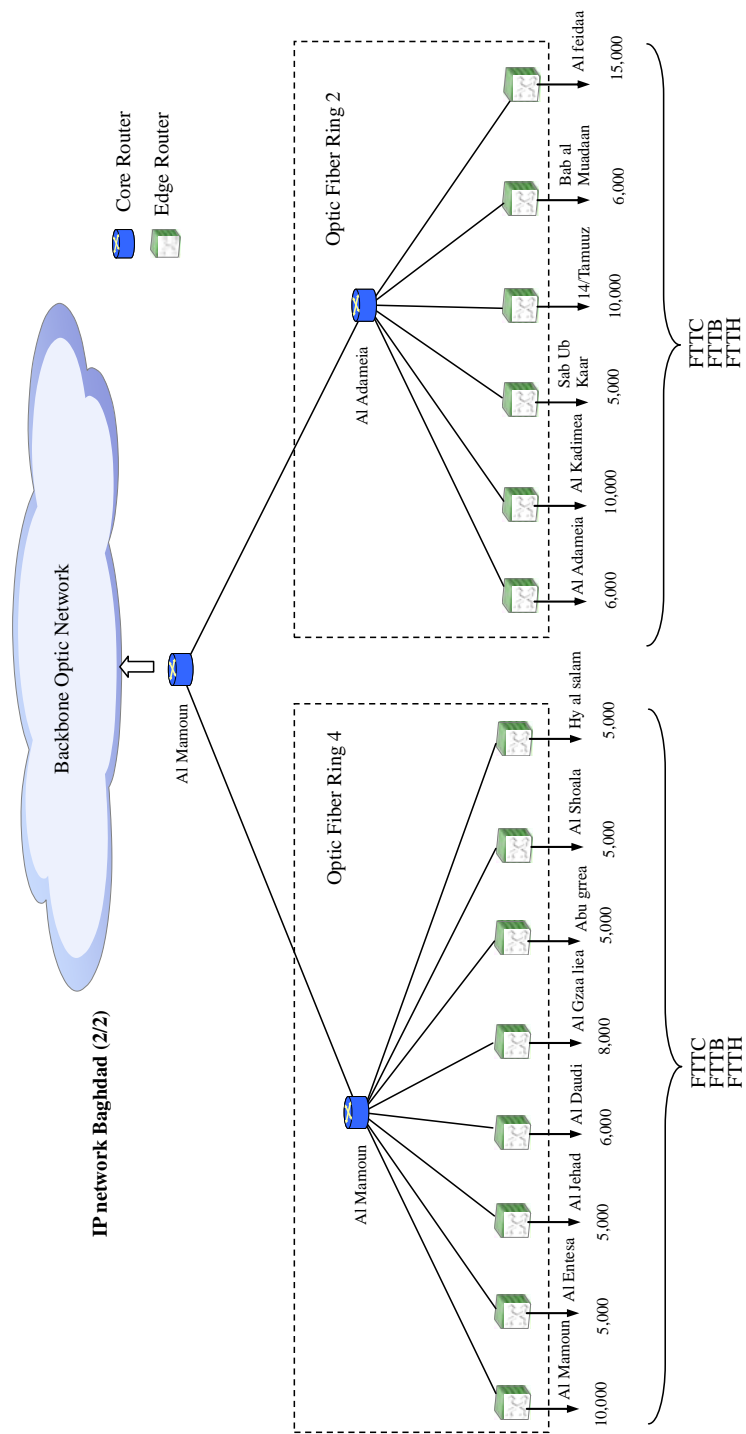 IP network Baghdad (2/2)
Backbone Optic Network
Core Router
Edge Router
Al Mamoun
Al Mamoun
Optic Fiber Ring 4
Al Adameia
Optic Fiber Ring 2
Al Mamoun
10,000
Al Entesa
5,000
Al Jehad
5,000
Al Daudi
6,000
Al Gzaa liea
8,000
Abu grrea
5,000
Al Shoala
5,000
Hy al salam
5,000
Al Adameia
6,000
Al Kadimea
10,000
Sab Ub
Kaar
5,000
14/Tamuuz
10,000
Bab al
Muadaan
6,000
Al feidaa
15,000
FTTC
FTTB
FTTH
FTTC
FTTB
FTTH